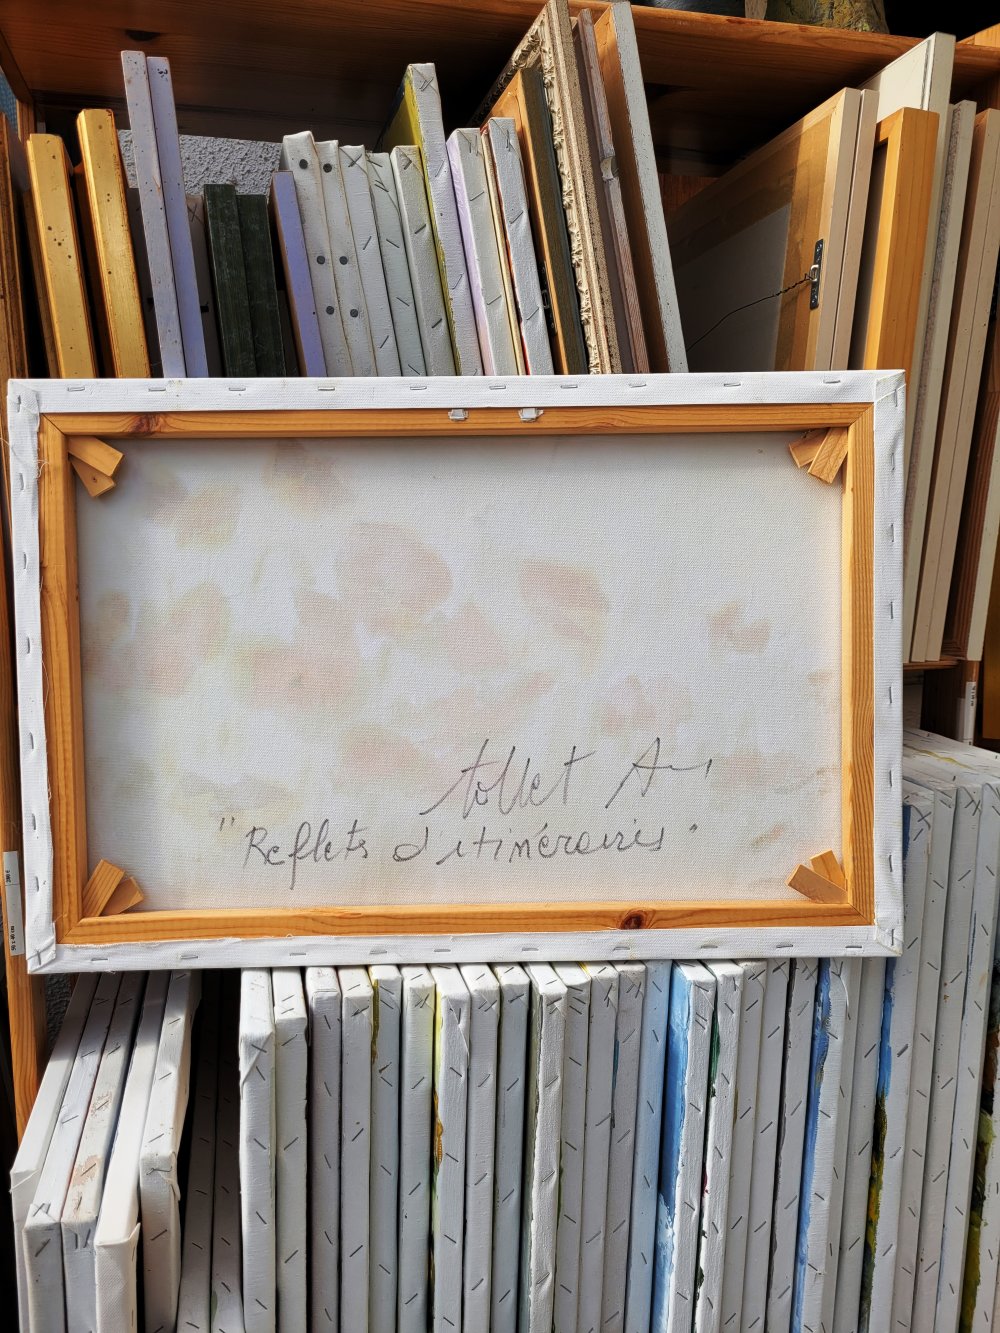 tollet A
"Reflets d'itinéraires"